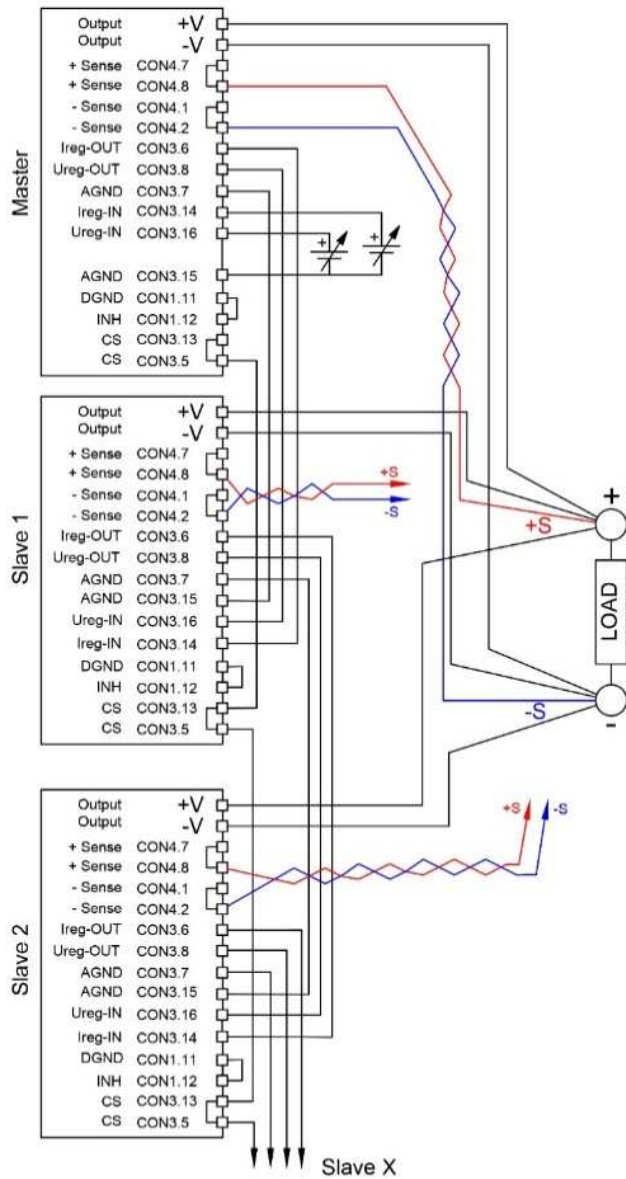 Master
Output +V
Output -V
+ Sense CON4.7
+ Sense CON4.8
- Sense CON4.1
- Sense CON4.2
Ireg-OUT CON3.6
Ureg-OUT CON3.8
AGND CON3.7
Ireg-IN CON3.14
Ureg-IN CON3.16
AGND CON3.15
DGND CON1.11
INH CON1.12
CS CON3.13
CS CON3.5
+ +
Slave 1
Output +V
Output -V
+ Sense CON4.7
+ Sense CON4.8
- Sense CON4.1
- Sense CON4.2
Ireg-OUT CON3.6
Ureg-OUT CON3.8
AGND CON3.7
AGND CON3.15
Ureg-IN CON3.16
Ireg-IN CON3.14
DGND CON1.11
INH CON1.12
CS CON3.13
CS CON3.5
+S
-S
+
+S
LOAD
-S
-
Slave 2
Output +V
Output -V
+ Sense CON4.7
+ Sense CON4.8
- Sense CON4.1
- Sense CON4.2
Ireg-OUT CON3.6
Ureg-OUT CON3.8
AGND CON3.7
AGND CON3.15
Ureg-IN CON3.16
Ireg-IN CON3.14
DGND CON1.11
INH CON1.12
CS CON3.13
CS CON3.5
+S -S
Slave X